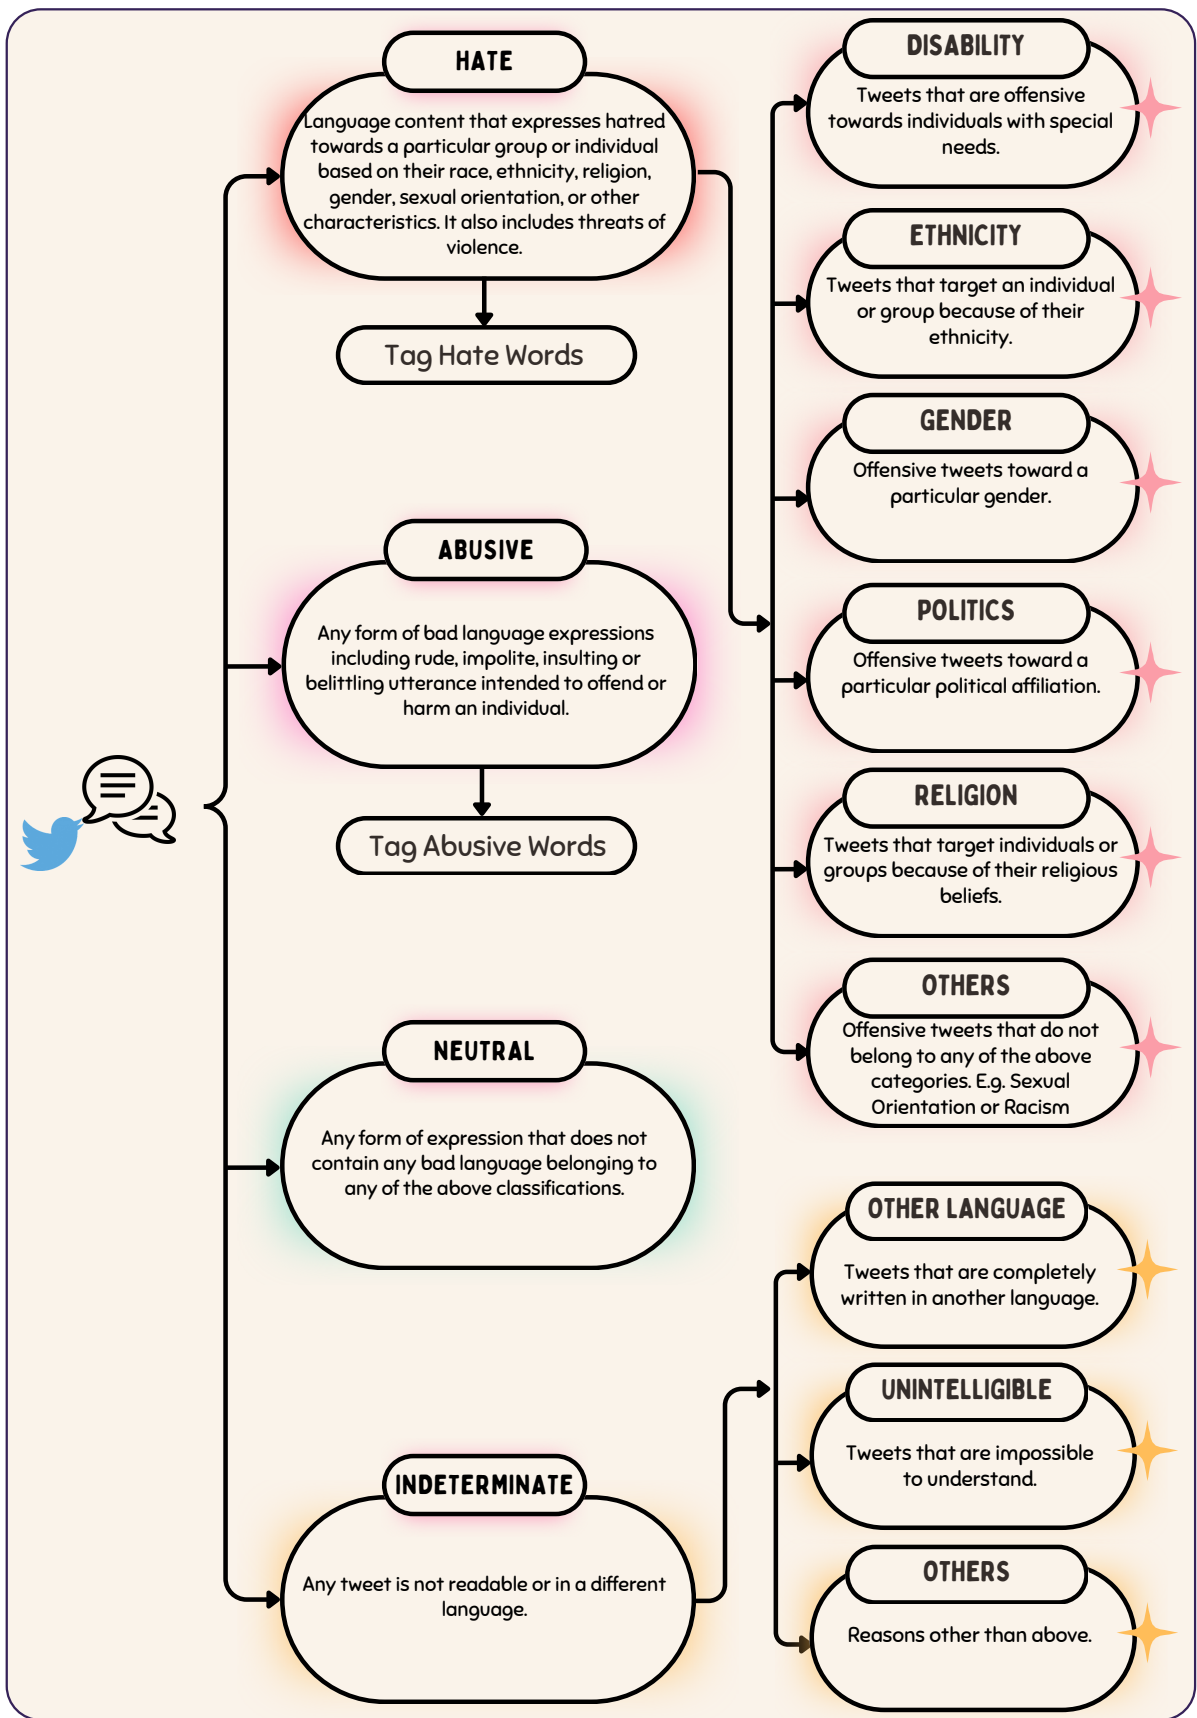 HATE
Language content that expresses hatred
towards a particular group or individual
based on their race, ethnicity, religion,
gender, sexual orientation, or other
characteristics. It also includes threats of
violence.
Tag Hate Words
ABUSIVE
Any form of bad language expressions
including rude, impolite, insulting or
belittling utterance intended to offend or
harm an individual.
Tag Abusive Words
NEUTRAL
Any form of expression that does not
contain any bad language belonging to
any of the above classifications.
INDETERMINATE
Any tweet is not readable or in a different
language.
DISABILITY
Tweets that are offensive
towards individuals with special
needs.
ETHNICITY
Tweets that target an individual
or group because of their
ethnicity.
GENDER
Offensive tweets toward a
particular gender.
POLITICS
Offensive tweets toward a
particular political affiliation.
RELIGION
Tweets that target individuals or
groups because of their religious
beliefs.
OTHERS
Offensive tweets that do not
belong to any of the above
categories. E.g. Sexual
Orientation or Racism
OTHER LANGUAGE
Tweets that are completely
written in another language.
UNINTELLIGIBLE
Tweets that are impossible
to understand.
OTHERS
Reasons other than above.